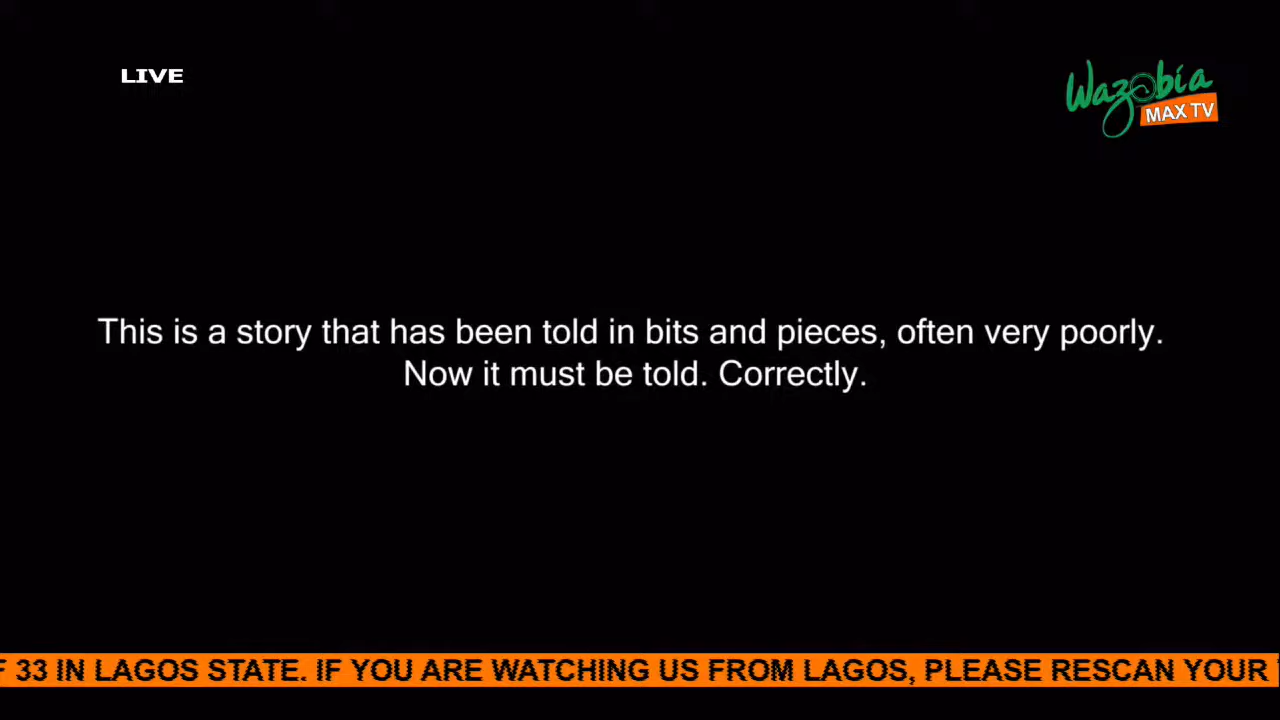 LIVE
Wazobia
MAX TV
This is a story that has been told in bits and pieces, often very poorly.
Now it must be told. Correctly.
33 IN LAGOS STATE. IF YOU ARE WATCHING US FROM LAGOS, PLEASE RESCAN YOUR